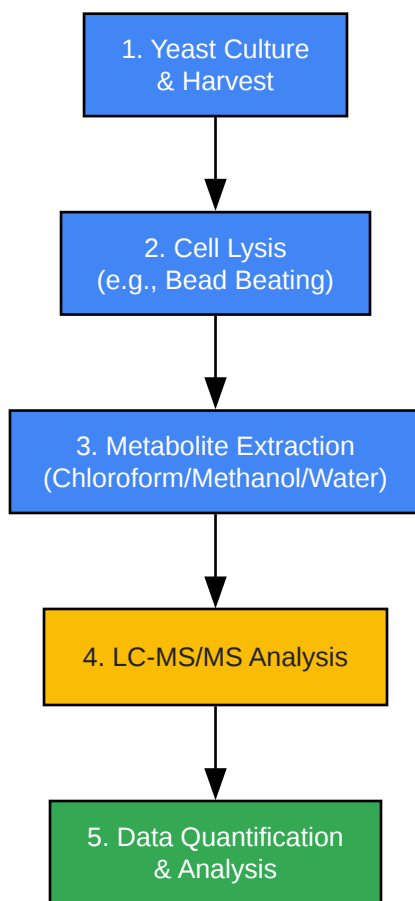 1. Yeast Culture
& Harvest
2. Cell Lysis
(e.g., Bead Beating)
3. Metabolite Extraction
(Chloroform/Methanol/Water)
4. LC-MS/MS Analysis
5. Data Quantification
& Analysis